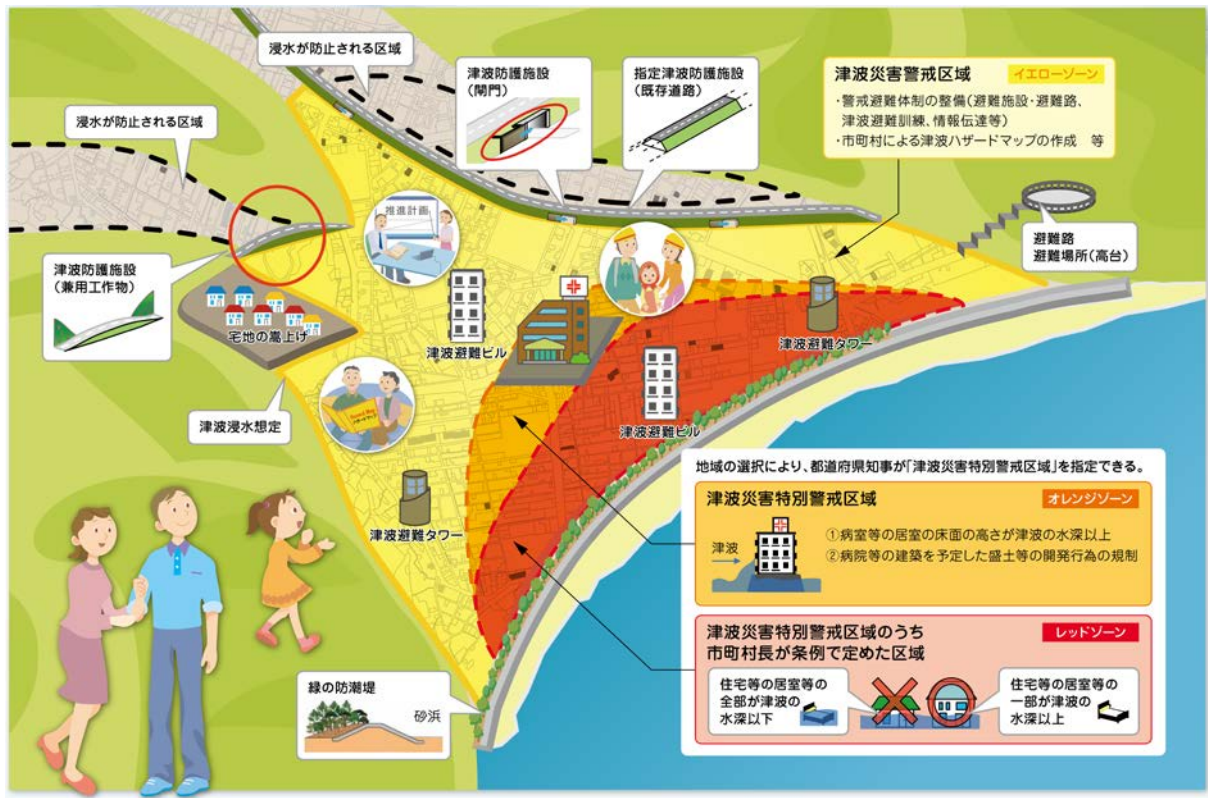 浸水が防止される区域
浸水が防止される区域
津波防護施設
(閘門)
指定津波防護施設
(既存道路)
津波災害警戒区域
イエローゾーン
・警戒避難体制の整備(避難施設・避難路、
津波避難訓練、情報伝達等)
・市町村による津波ハザードマップの作成 等
避難路
避難場所(高台)
推進計画
津波防護施設
(兼用工作物)
宅地の嵩上げ
津波避難ビル
津波避難タワー
津波避難ビル
津波浸水想定
津波避難タワー
緑の防潮堤
砂浜
地域の選択により、都道府県知事が「津波災害特別警戒区域」を指定できる。
津波災害特別警戒区域
オレンジゾーン
津波
①病室等の居室の床面の高さが津波の水深以上
②病院等の建築を予定した盛土等の開発行為の規制
津波災害特別警戒区域のうち
市町村長が条例で定めた区域
レッドゾーン
住宅等の居室等の
全部が津波の
水深以下
住宅等の居室等の
一部が津波の
水深以上